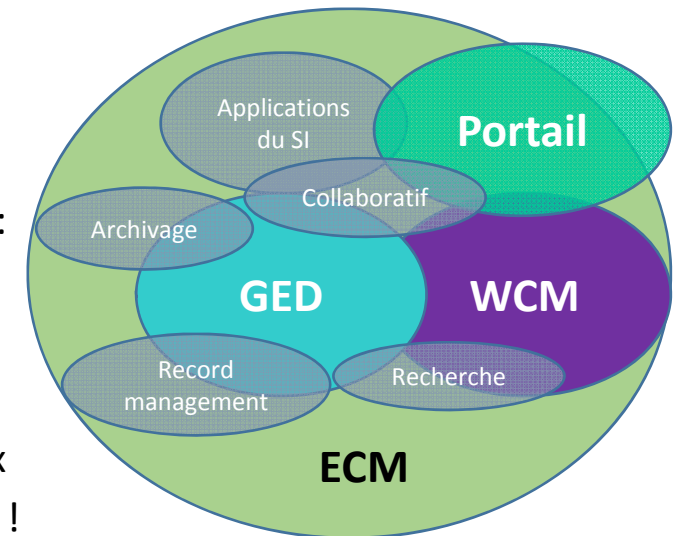 Applications
du SI
Portail
Collaboratif
:
Archivage
GED
WCM
Record
management
Recherche
ECM
x
!